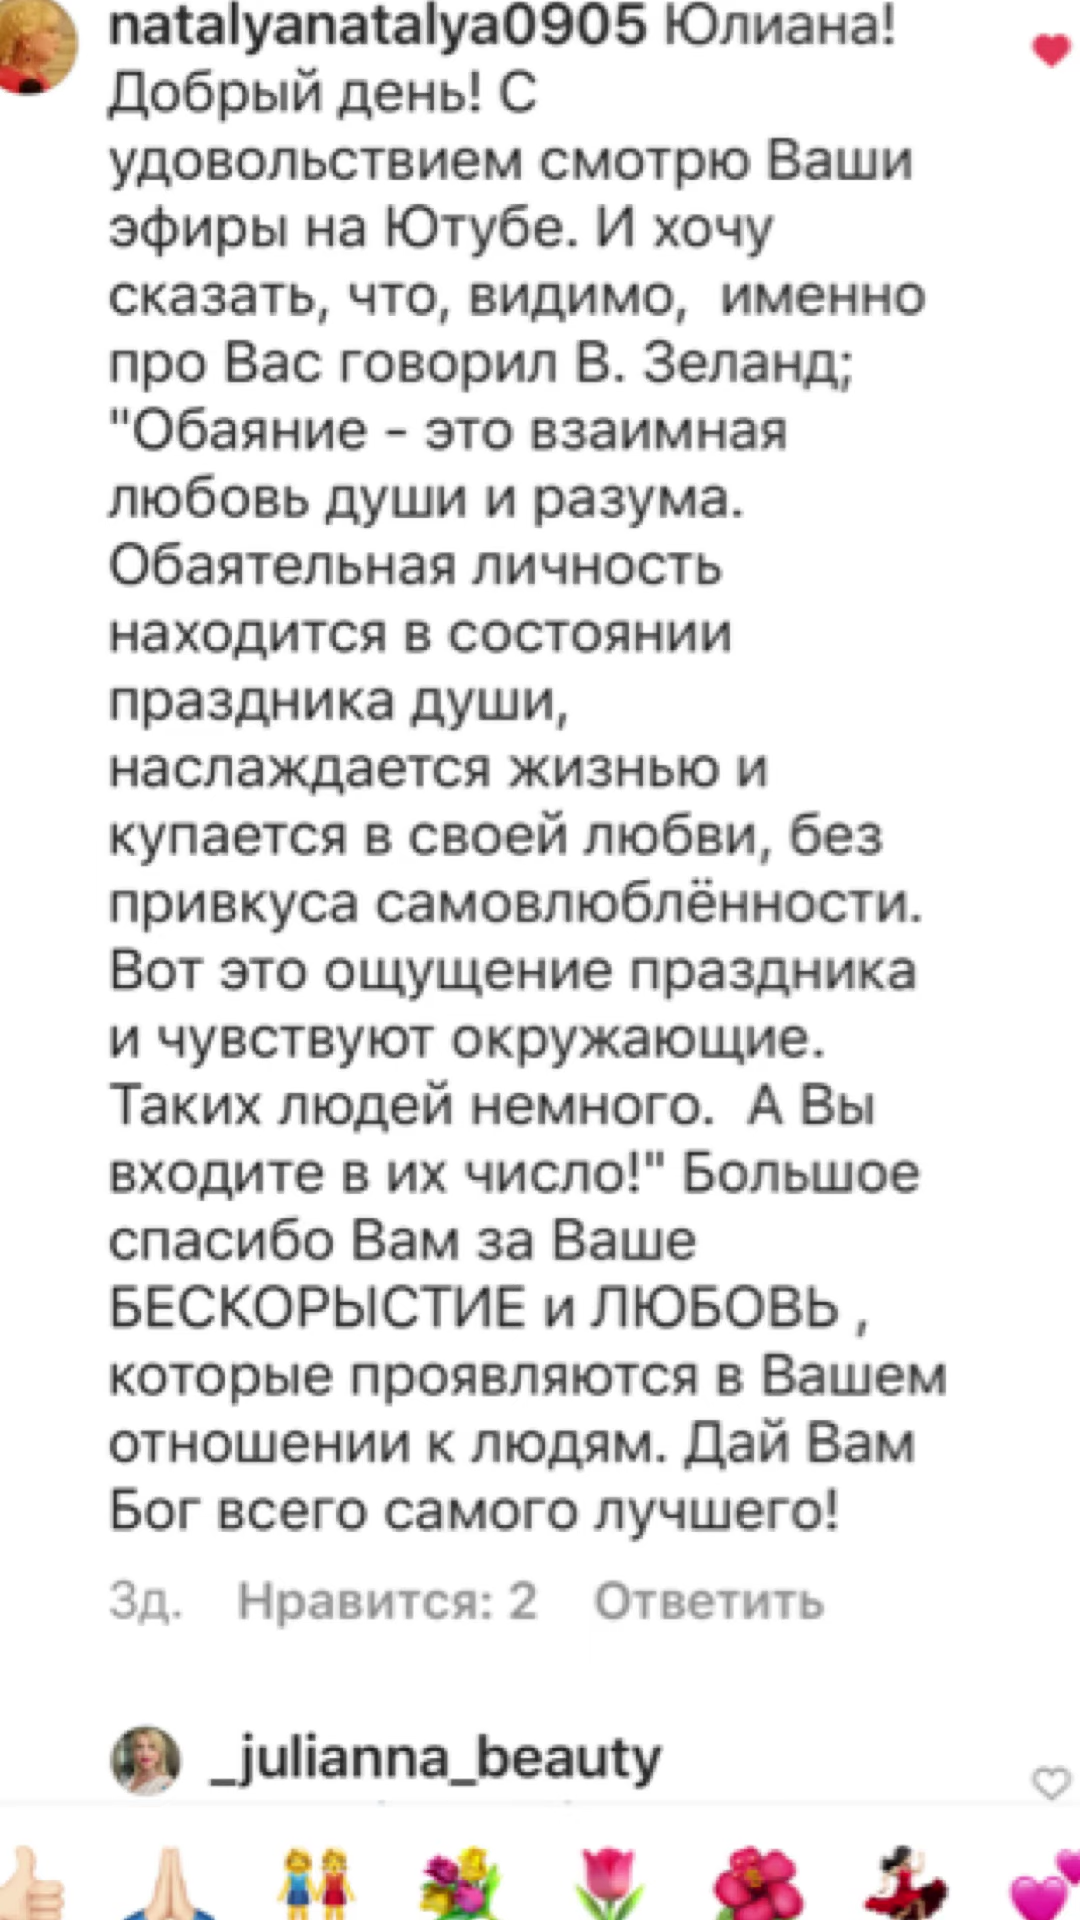 natalyanatalya0905 Юлиана!
Добрый день! С
удовольствием смотрю Ваши
эфиры на Ютубе. И хочу
сказать, что, видимо,  именно
про Вас говорил В. Зеланд;
"Обаяние - это взаимная
любовь души и разума.
Обаятельная личность
находится в состоянии
праздника души,
наслаждается жизнью и
купается в своей любви, без
привкуса самовлюблённости.
Вот это ощущение праздника
и чувствуют окружающие.
Таких людей немного.  А Вы
входите в их число!" Большое
спасибо Вам за Ваше
БЕСКОРЫСТИЕ и ЛЮБОВЬ ,
которые проявляются в Вашем
отношении к людям. Дай Вам
Бог всего самого лучшего!
3д. Нравится: 2 Ответить
_julianna_beauty